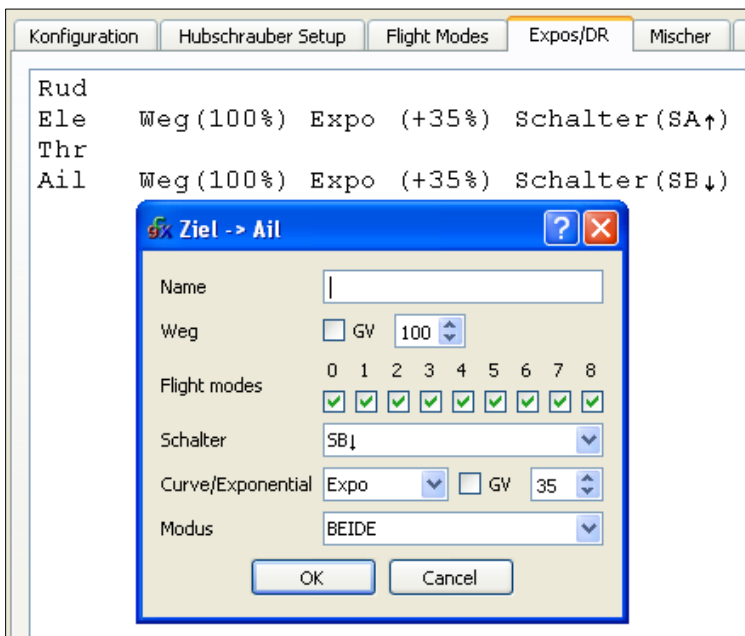 Konfiguration Hubschrauber Setup Flight Modes Expos/DR Mischer
Rud
Ele Weg(100%) Expo (+35%) Schalter(SA↑)
Thr
Ail Weg(100%) Expo (+35%) Schalter(SB↓)
Ziel -> Ail
Name
Weg GV 100
0 1 2 3 4 5 6 7 8
Flight modes
Schalter SB↓
Curve/Exponential Expo GV 35
Modus BEIDE
OK Cancel